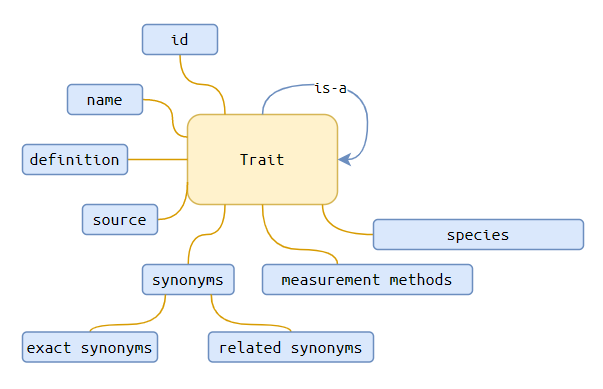 id
is-a
name
Trait
definition
source
species
synonyms
measurement methods
exact synonyms
related synonyms